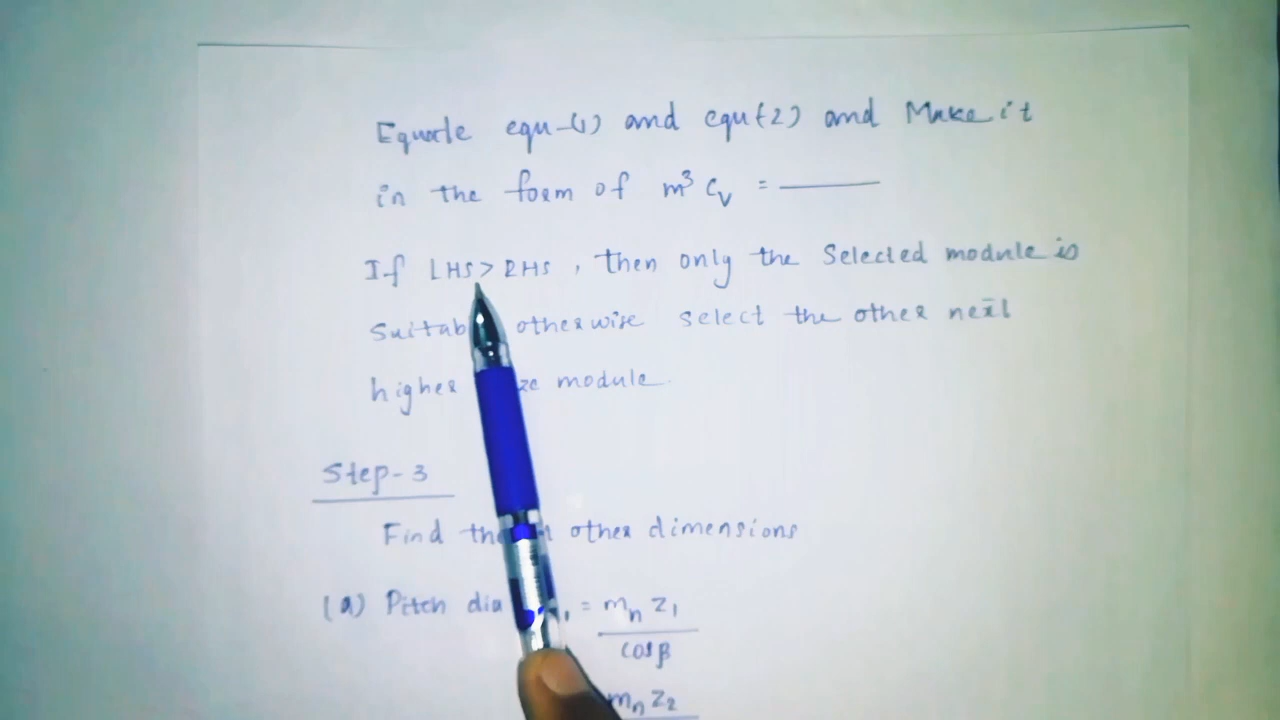 Equate equ-(1) and equ(2) and Make it
in the form of m³ Cv = ———
If LHS > RHS, then only the Selected module is
Suitab otherwise select the other next
higher ze module.
Step-3
Find the other dimensions
(a) Pitch dia 1 = mn z1
cos β
mn z2